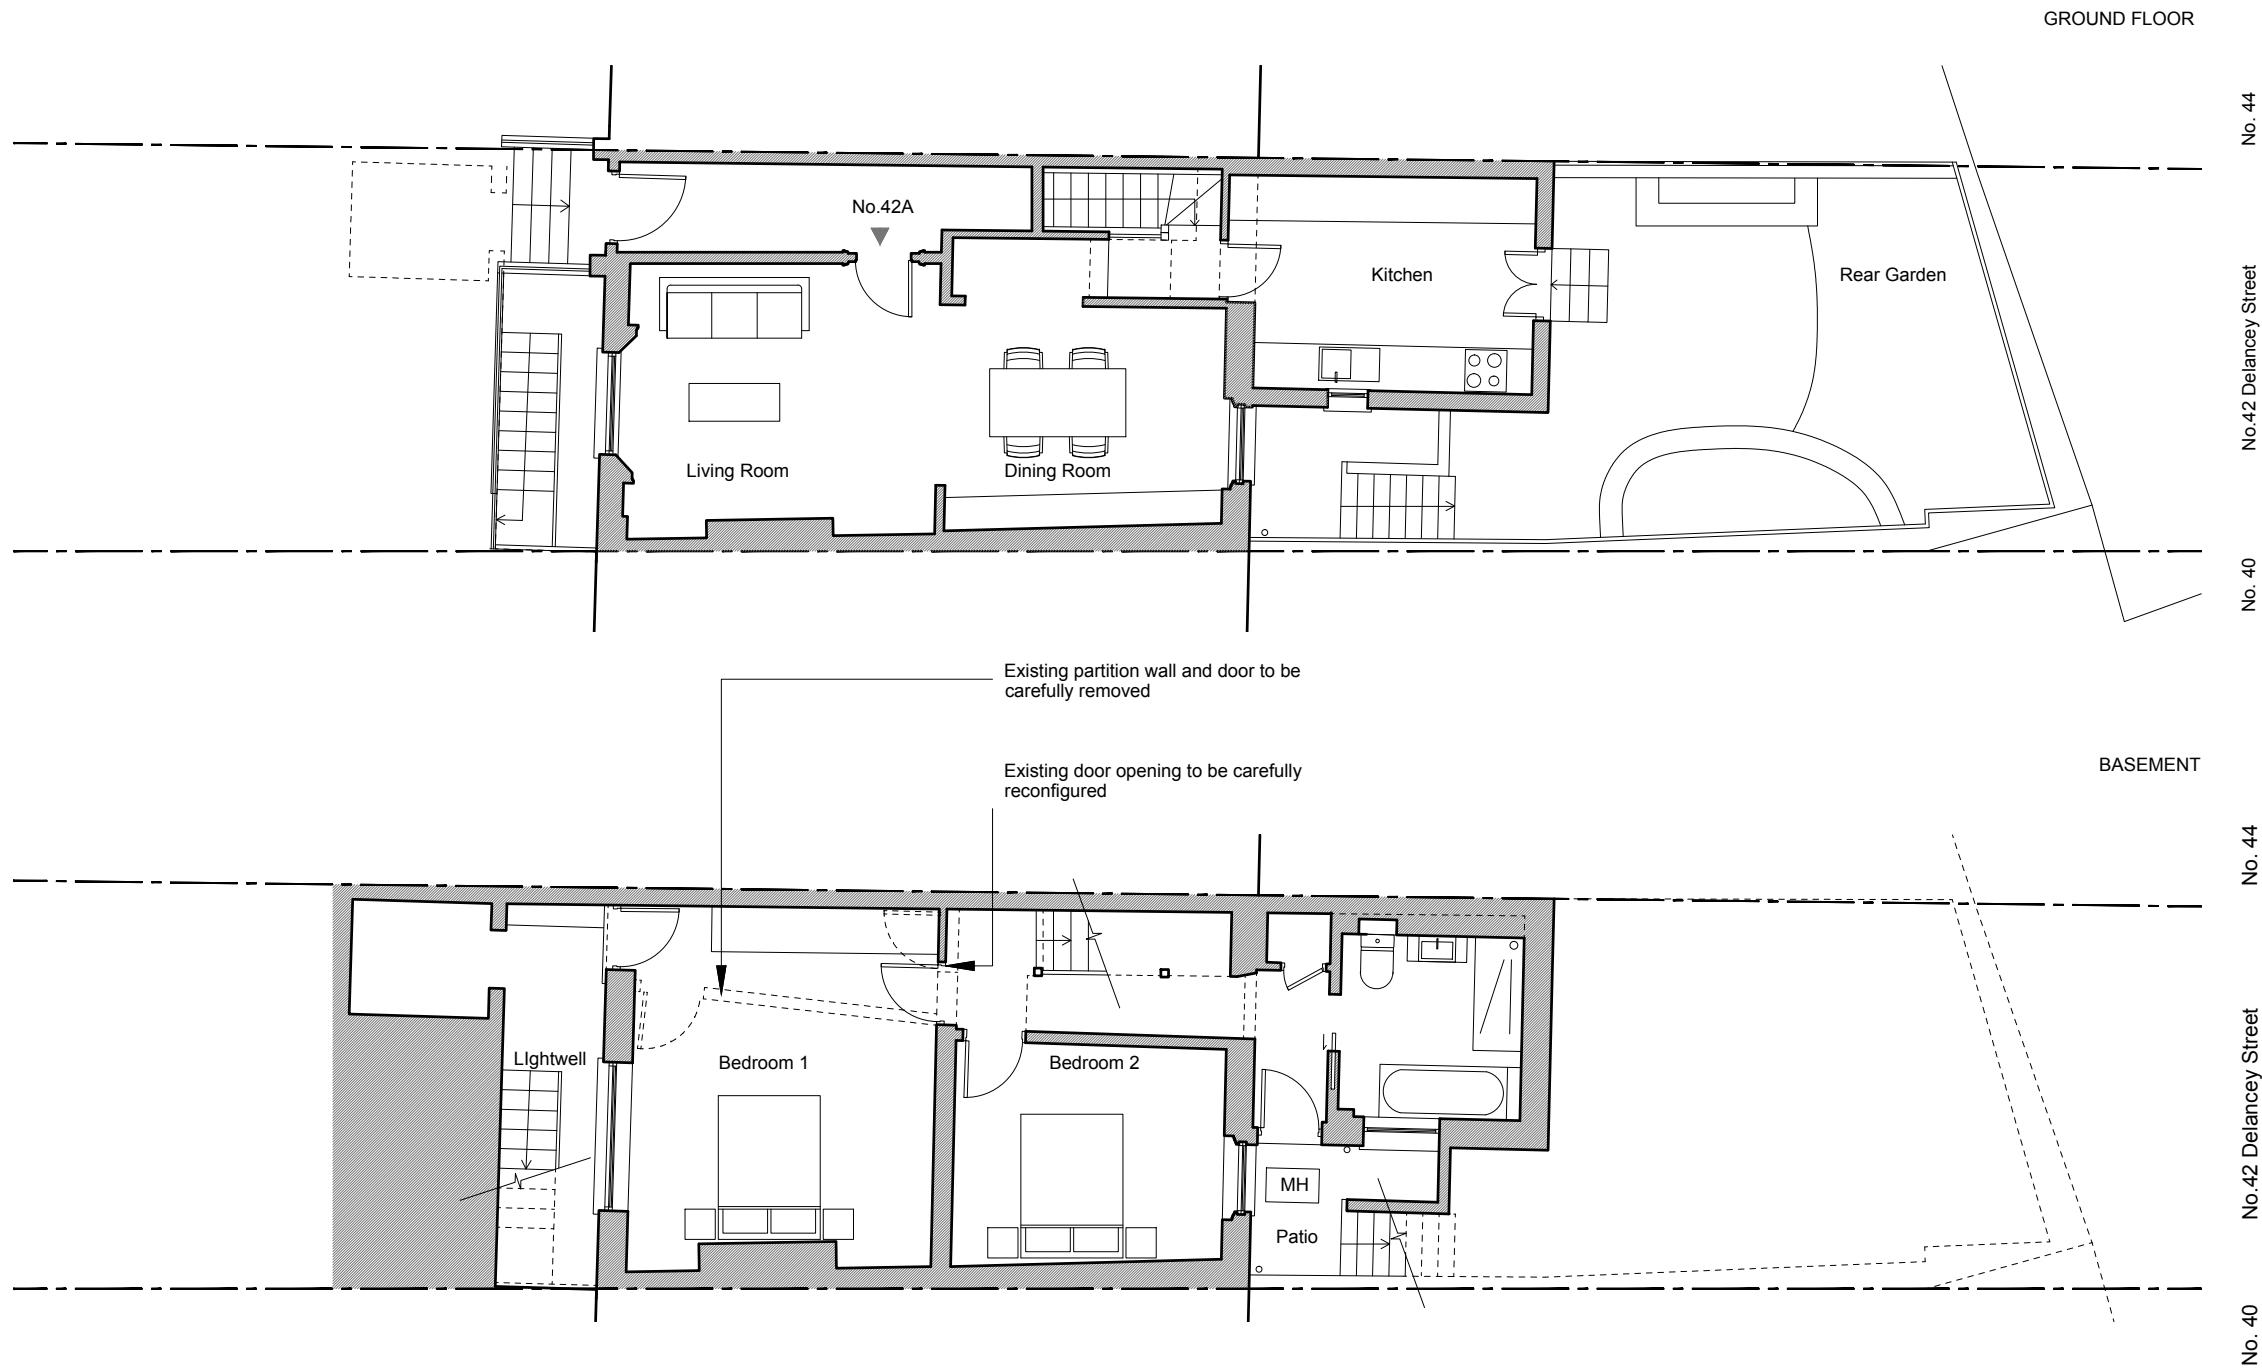 GROUND FLOOR
No. 44
No.42A
Kitchen
Rear Garden
No.42 Delancey Street
Living Room
Dining Room
No. 40
Existing partition wall and door to be
carefully removed
BASEMENT
Existing door opening to be carefully
reconfigured
No. 44
LIghtwell
Bedroom 1
Bedroom 2
No.42 Delancey Street
MH
Patio
No. 40